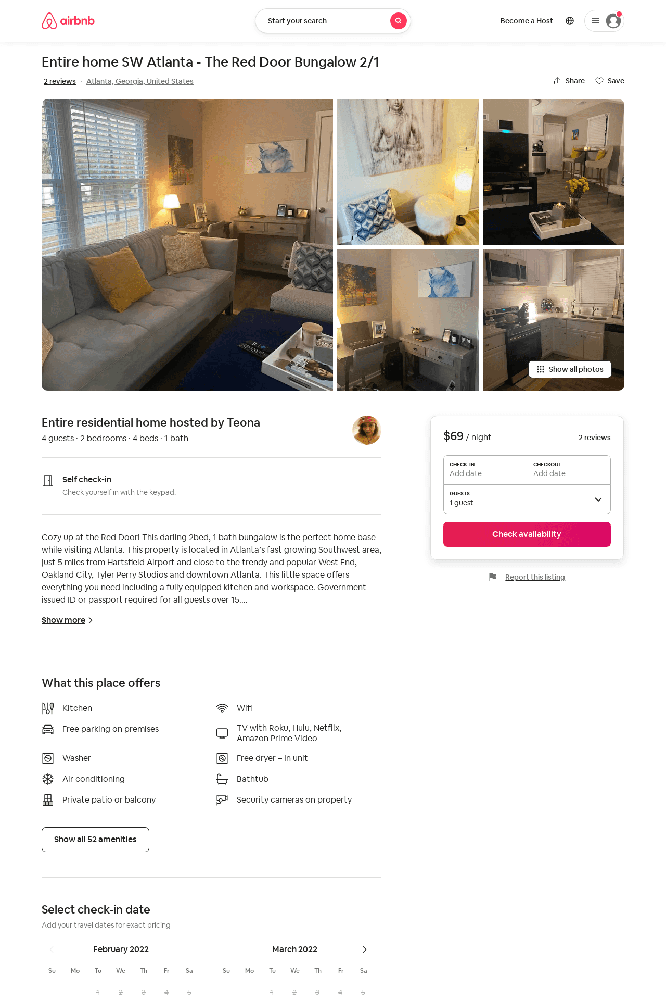 airbnb
Start your search
Become a Host
Entire home SW Atlanta - The Red Door Bungalow 2/1
2 reviews · Atlanta, Georgia, United States
Share
Save
Show all photos
Entire residential home hosted by Teona
4 guests · 2 bedrooms · 4 beds · 1 bath
$69 / night
2 reviews
CHECK-IN
Add date
CHECKOUT
Add date
GUESTS
1 guest
Check availability
Report this listing
Self check-in
Check yourself in with the keypad.
Cozy up at the Red Door! This darling 2bed, 1 bath bungalow is the perfect home base
while visiting Atlanta. This property is located in Atlanta’s fast growing Southwest area,
just 5 miles from Hartsfield Airport and close to the trendy and popular West End,
Oakland City, Tyler Perry Studios and downtown Atlanta. This little space offers
everything you need including a fully equipped kitchen and workspace. Government
issued ID or passport required for all guests over 15.…
Show more
What this place offers
Kitchen
Wifi
Free parking on premises
TV with Roku, Hulu, Netflix,
Amazon Prime Video
Washer
Free dryer – In unit
Air conditioning
Bathtub
Private patio or balcony
Security cameras on property
Show all 52 amenities
Select check-in date
Add your travel dates for exact pricing
February 2022
March 2022
Su Mo Tu We Th Fr Sa
Su Mo Tu We Th Fr Sa
1 2 3 4 5
1 2 3 4 5